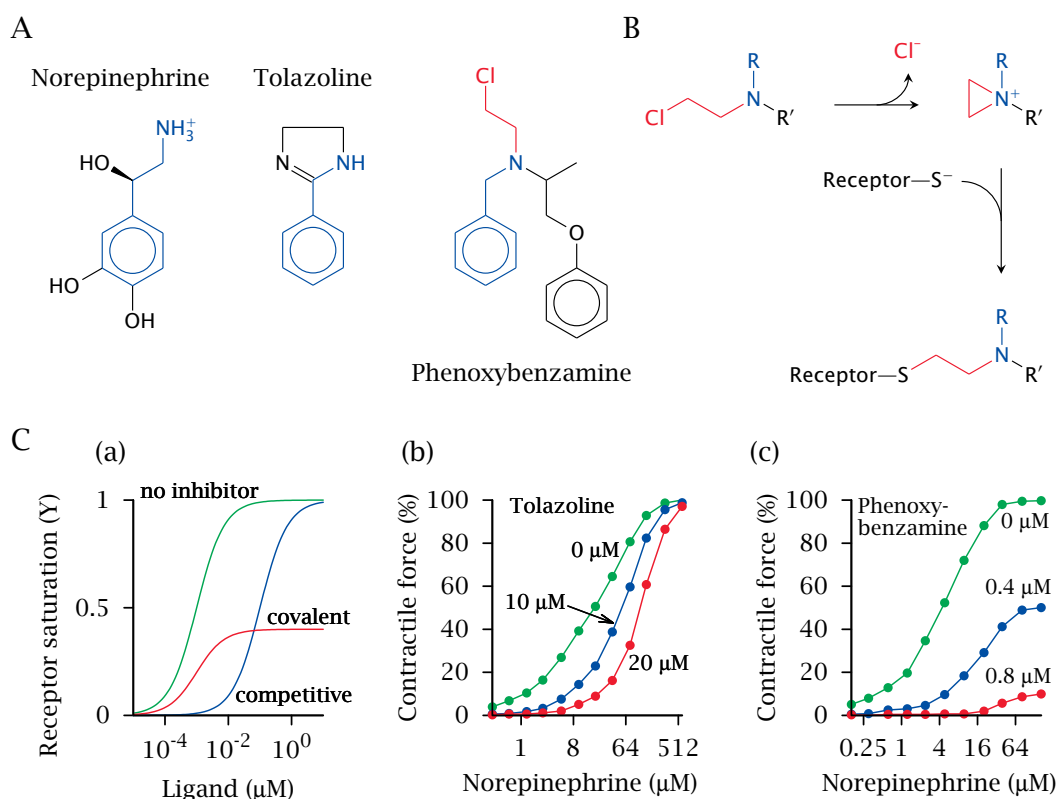 A
Norepinephrine
Tolazoline
Cl
NH3+
HO
N
NH
N
O
HO
OH
Phenoxybenzamine
B
Cl−
R
N
Cl
R′
R
N+
R′
Receptor—S−
R
N
Receptor—S
R′
C
(a)
Receptor saturation (Y)
1
0.5
0
no inhibitor
covalent
competitive
10−4
10−2
100
Ligand (μM)
(b)
Contractile force (%)
100
80
60
40
20
0
Tolazoline
0 μM
10 μM
20 μM
1
8
64
512
Norepinephrine (μM)
(c)
Contractile force (%)
100
80
60
40
20
0
Phenoxy-
benzamine
0 μM
0.4 μM
0.8 μM
0.25
1
4
16
64
Norepinephrine (μM)